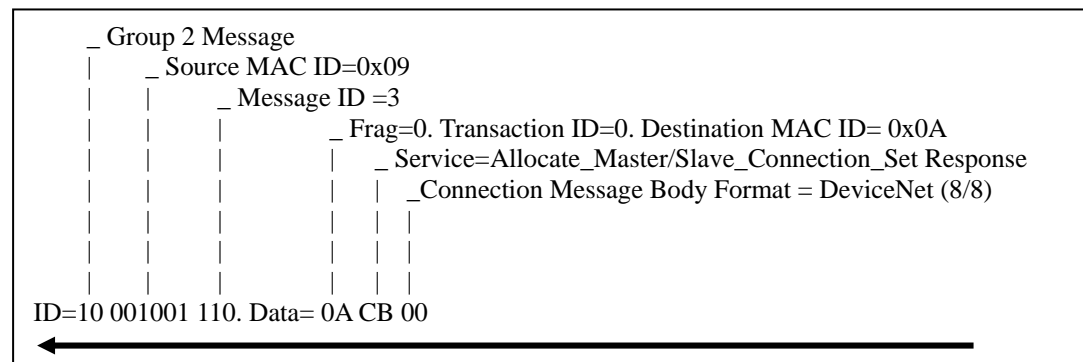 _ Group 2 Message
| _ Source MAC ID=0x09
| | _ Message ID =3
| | | _ Frag=0. Transaction ID=0. Destination MAC ID= 0x0A
| | | | _ Service=Allocate_Master/Slave_Connection_Set Response
| | | | | _Connection Message Body Format = DeviceNet (8/8)
| | | | | |
| | | | | |
| | | | | |
ID=10 001001 110. Data= 0A CB 00